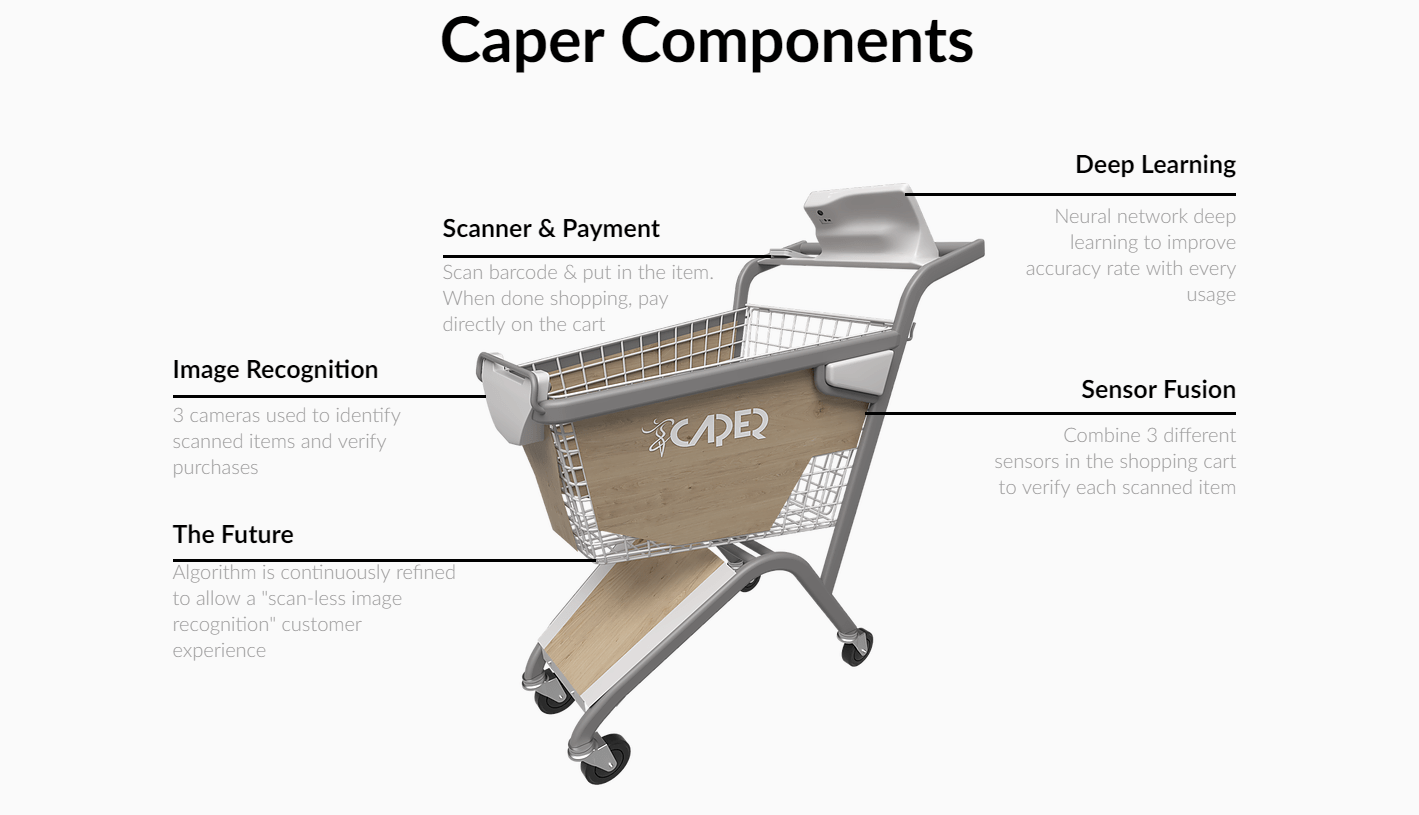 Caper Components
Deep Learning
Neural network deep
learning to improve
accuracy rate with every
usage
Scanner & Payment
Scan barcode & put in the item.
When done shopping, pay
directly on the cart
Image Recognition
3 cameras used to identify
scanned items and verify
purchases
Sensor Fusion
Combine 3 different
sensors in the shopping cart
to verify each scanned item
CAPER
The Future
Algorithm is continuously refined
to allow a "scan-less image
recognition" customer
experience